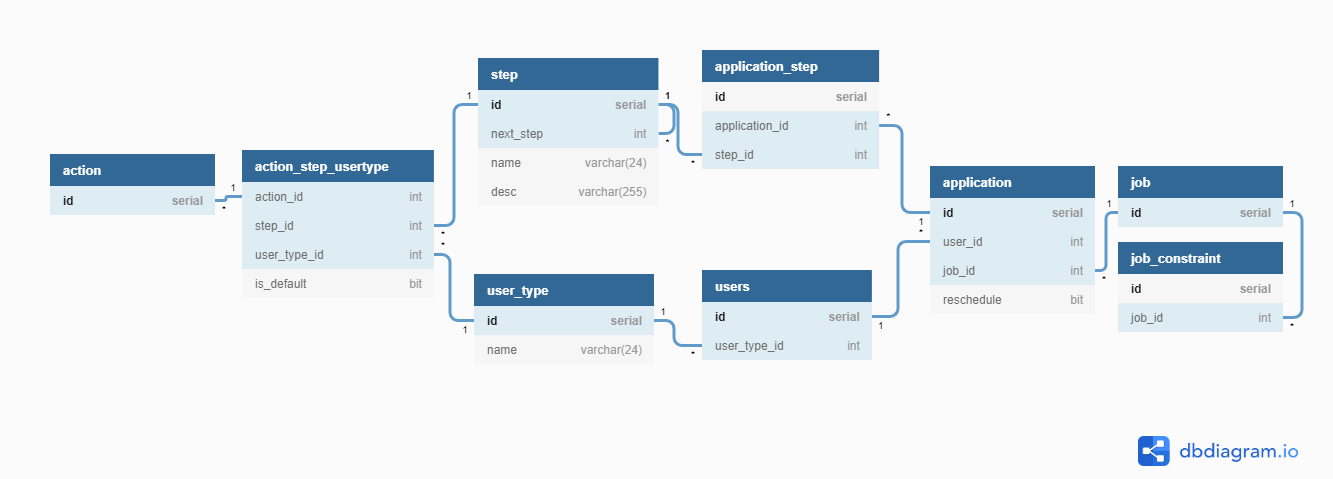 action
id serial
action_step_usertype
action_id int
step_id int
user_type_id int
is_default bit
step
id serial
next_step int
name varchar(24)
desc varchar(255)
user_type
id serial
name varchar(24)
application_step
id serial
application_id int
step_id int
users
id serial
user_type_id int
application
id serial
user_id int
job_id int
reschedule bit
job
id serial
job_constraint
id serial
job_id int
1 *
1 *
* 1
1 *
1 *
1 *
* 1
1 *
1 *
1 *
dbdiagram.io